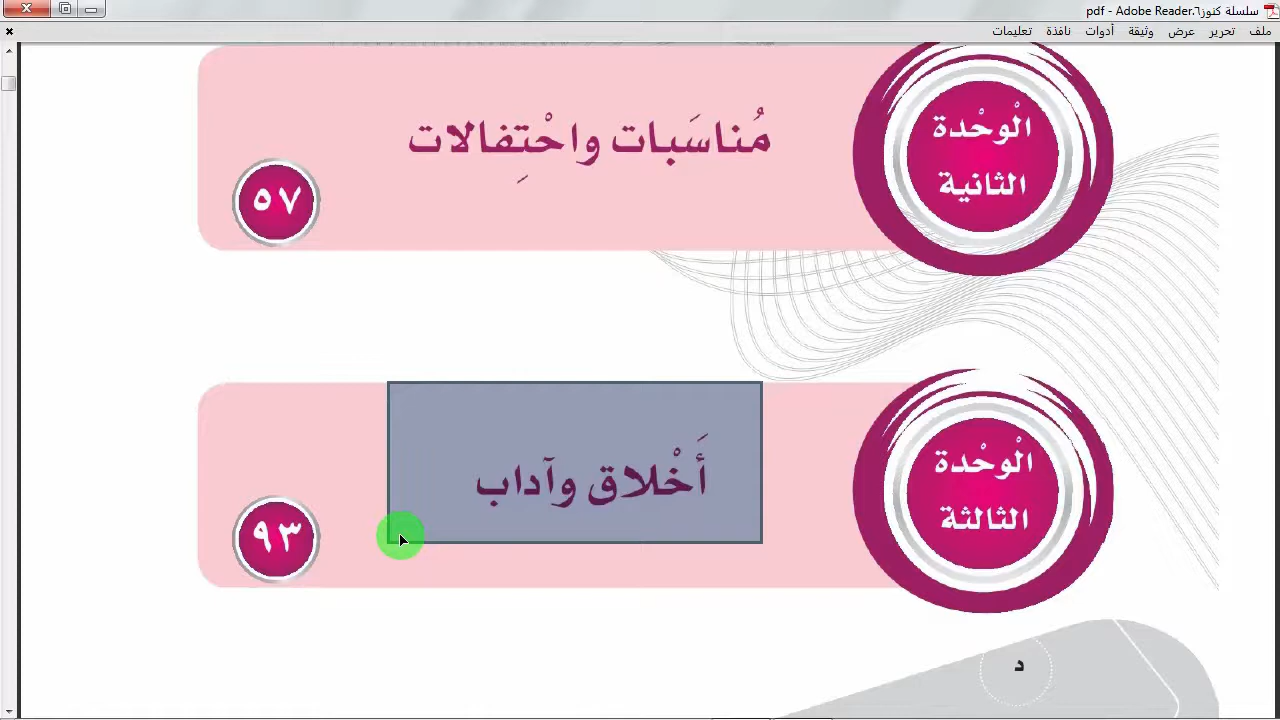 سلسلة كنوز٦.pdf - Adobe Reader
ملف تحرير عرض وثيقة أدوات نافذة تعليمات
الْوحْدة
الثانية
مُناسَبات واحْتِفالات
٥٧
الْوحْدة
الثالثة
أَخْلاق وآداب
٩٣
د